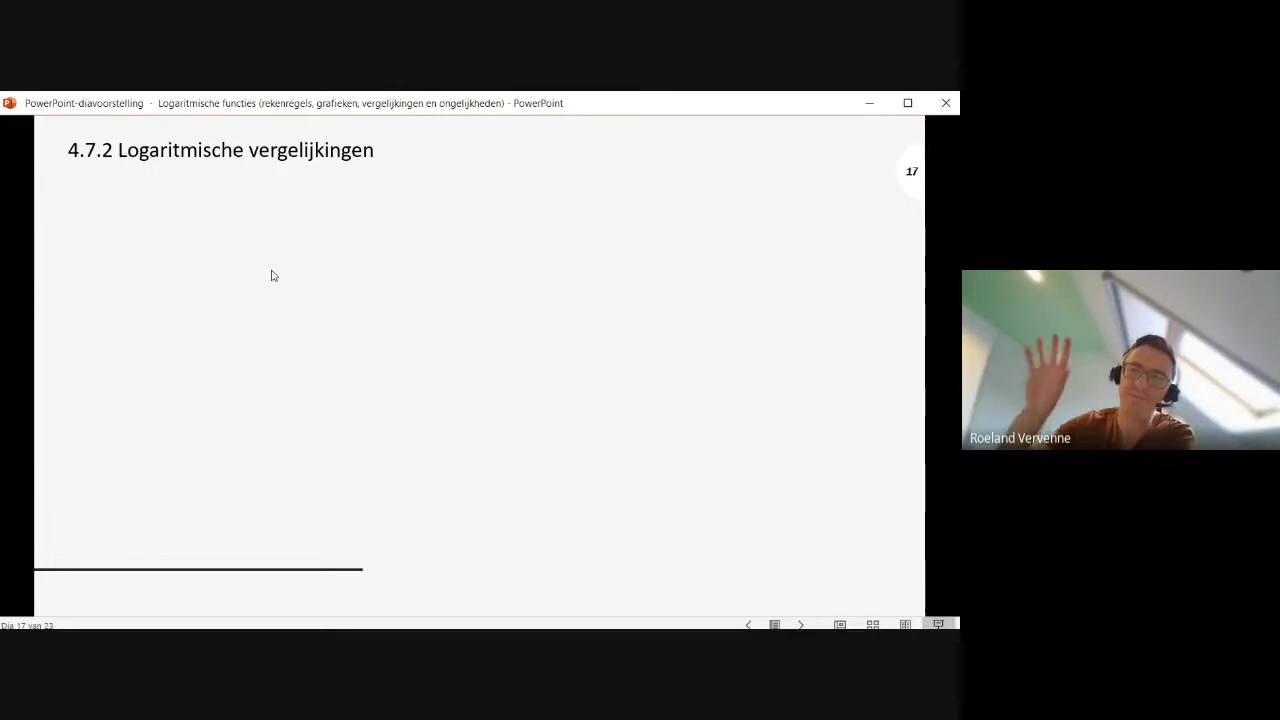 PowerPoint-diavoorstelling - Logaritmische functies (rekenregels, grafieken, vergelijkingen en ongelijkheden) - PowerPoint
4.7.2 Logaritmische vergelijkingen
17
Roeland Vervenne
Dia 17 van 23